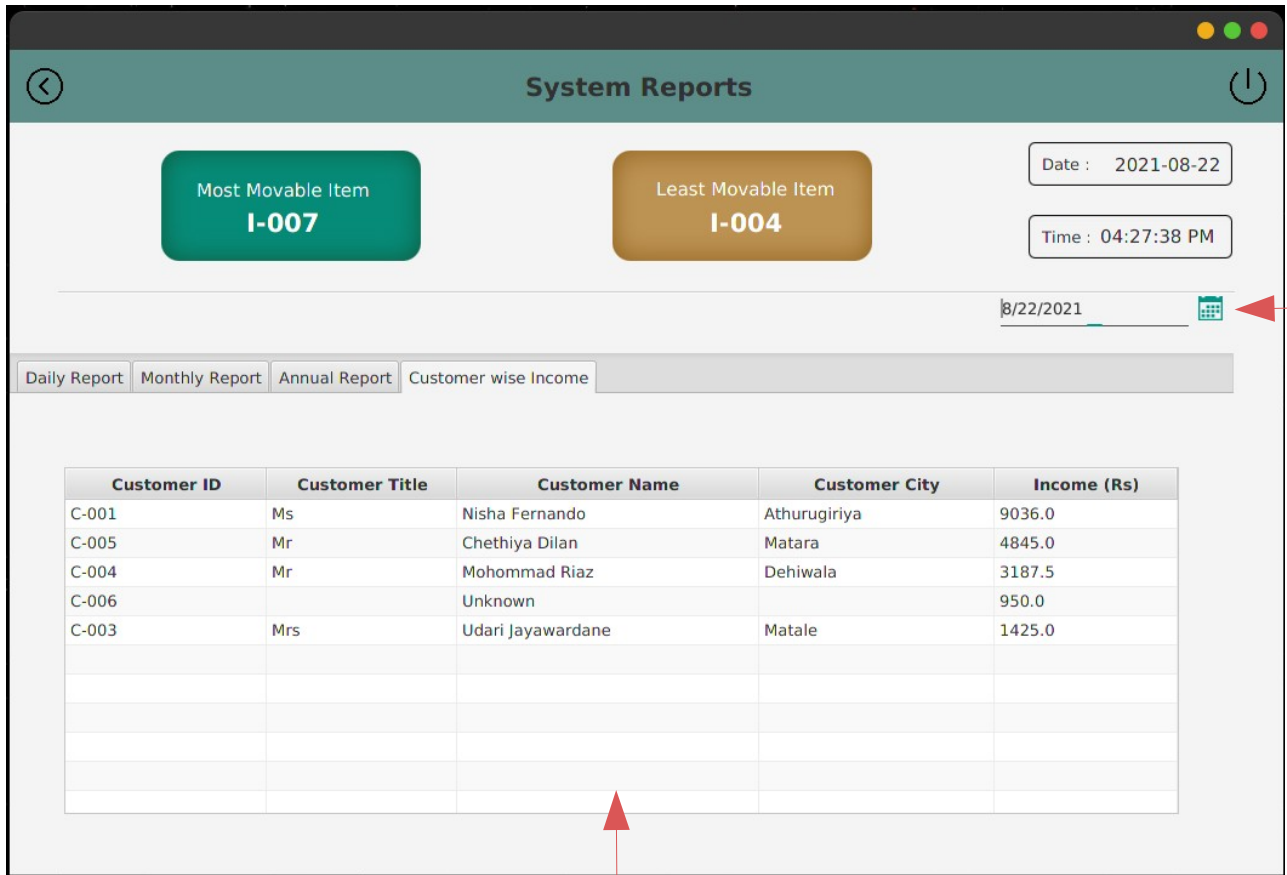 System Reports
Most Movable Item
I-007
Least Movable Item
I-004
Date : 2021-08-22
Time : 04:27:38 PM
8/22/2021
Daily Report Monthly Report Annual Report Customer wise Income
Customer ID Customer Title Customer Name Customer City Income (Rs)
C-001 Ms Nisha Fernando Athurugiriya 9036.0
C-005 Mr Chethiya Dilan Matara 4845.0
C-004 Mr Mohommad Riaz Dehiwala 3187.5
C-006 Unknown 950.0
C-003 Mrs Udari Jayawardane Matale 1425.0